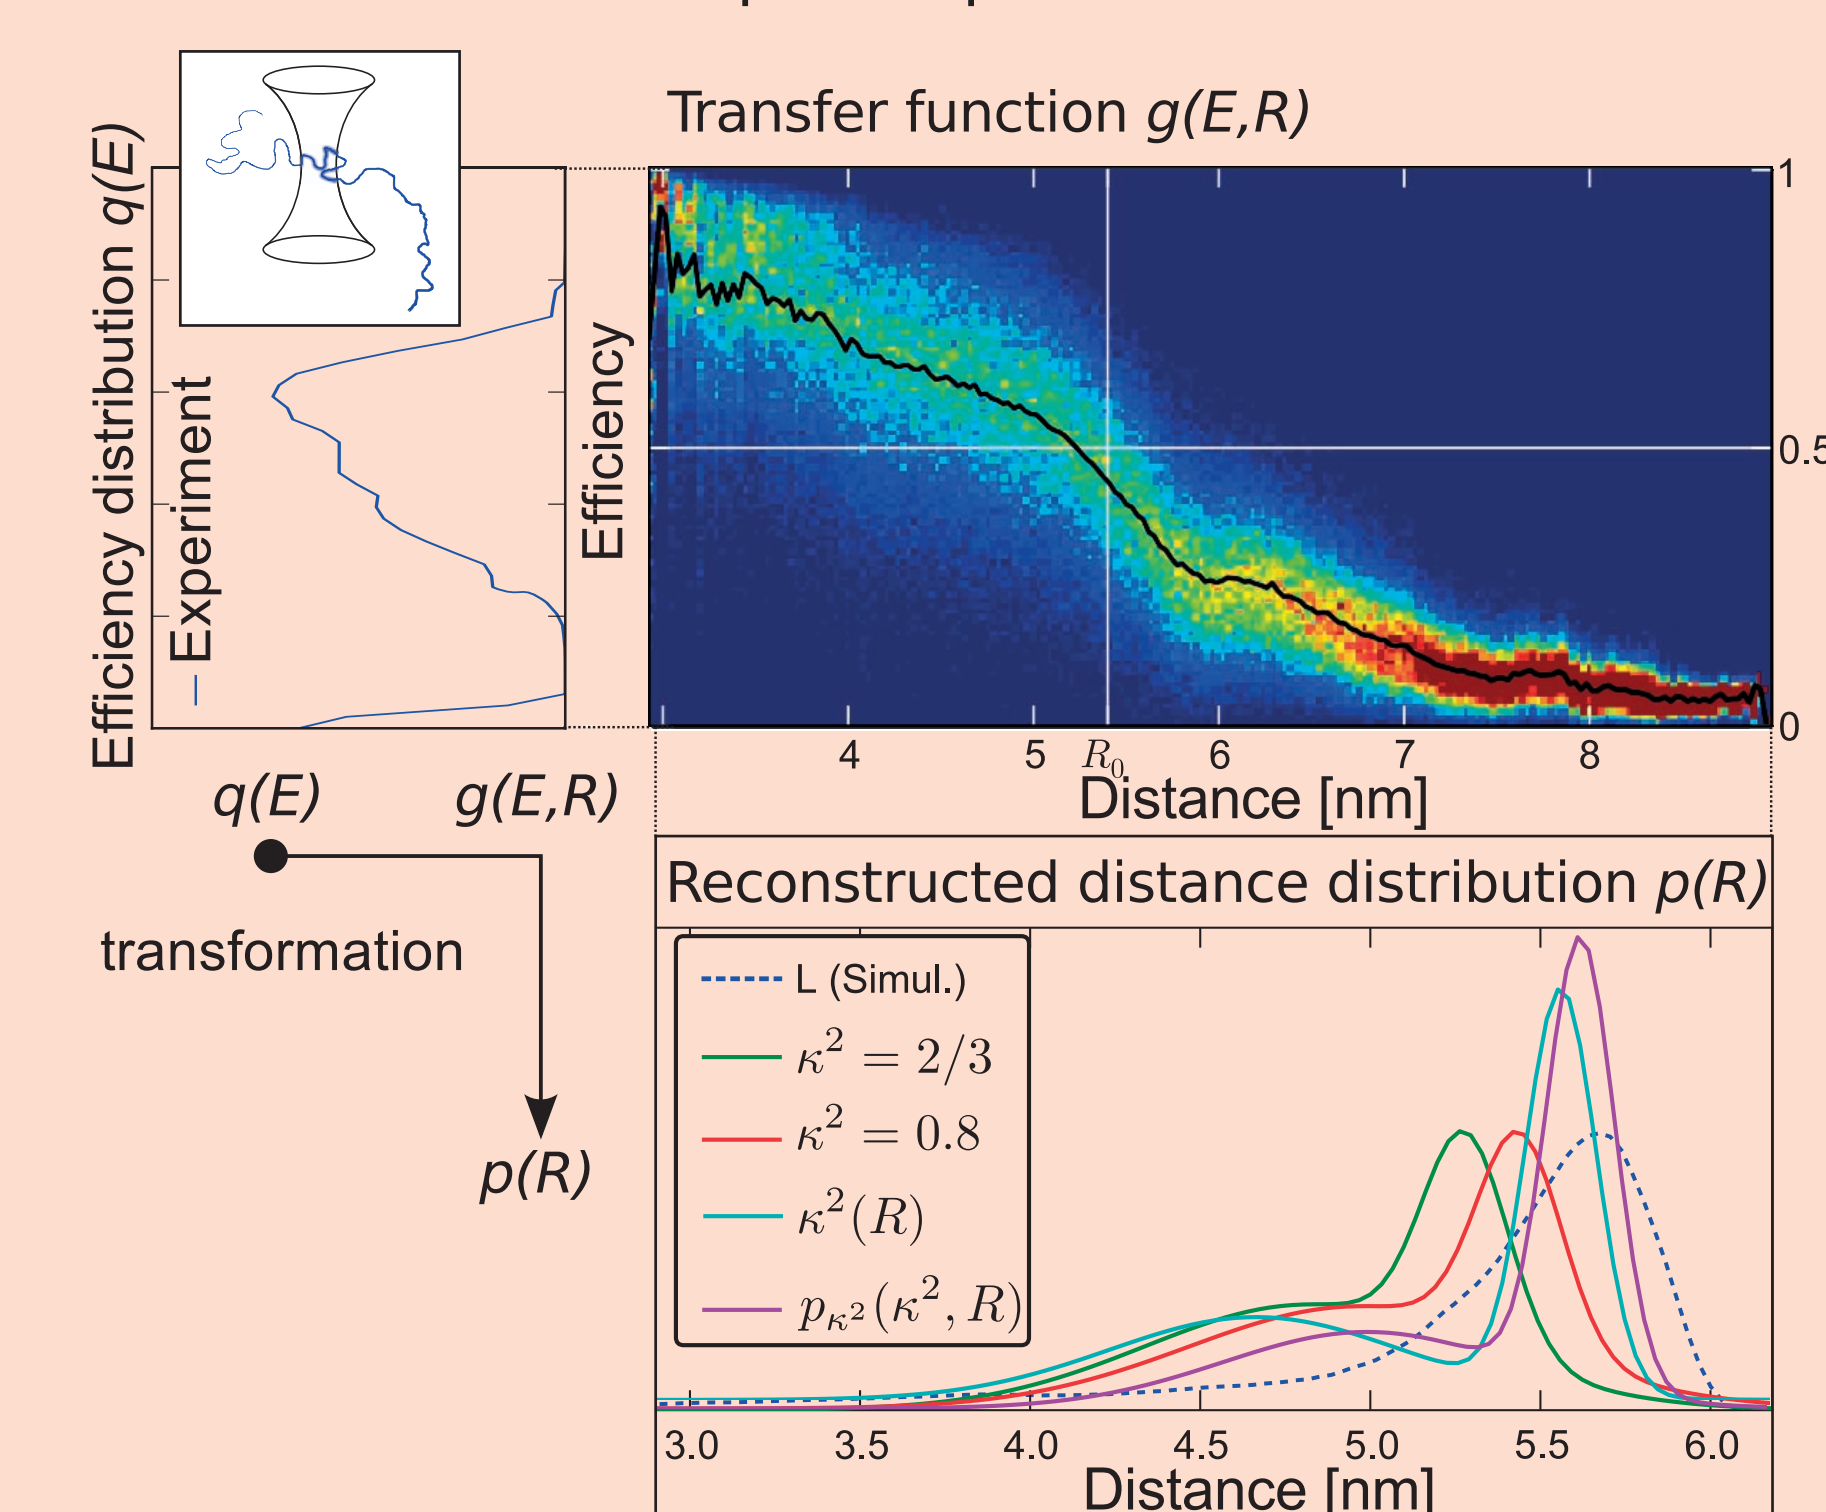 Transfer function g(E,R)
Efficiency distribution q(E)
Experiment
Efficiency
1
0.5
0
4 5 R₀ 6 7 8
Distance [nm]
q(E) g(E,R)
transformation
p(R)
Reconstructed distance distribution p(R)
L (Simul.)
κ² = 2/3
κ² = 0.8
κ²(R)
p_κ²(κ², R)
3.0 3.5 4.0 4.5 5.0 5.5 6.0
Distance [nm]